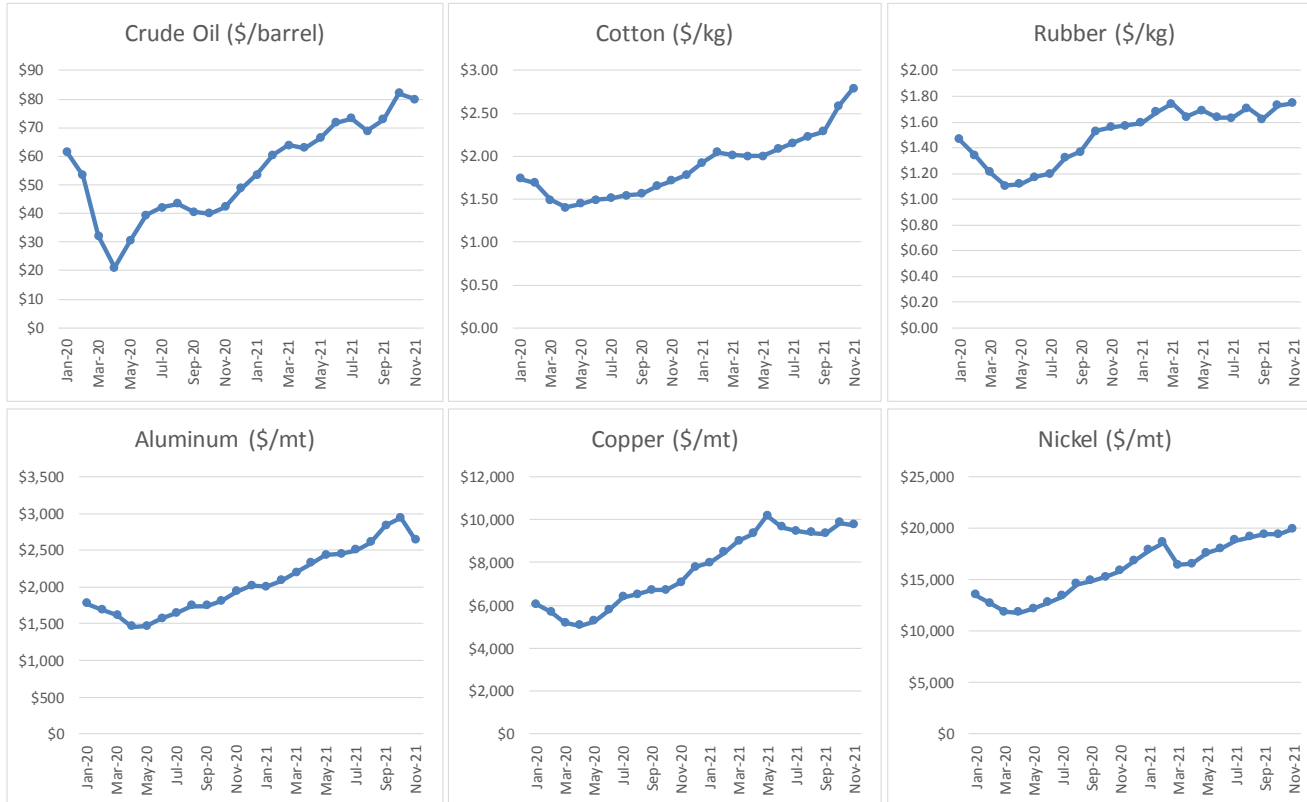 Crude Oil ($/barrel)
$90
$80
$70
$60
$50
$40
$30
$20
$10
$0
Jan-20
Mar-20
May-20
Jul-20
Sep-20
Nov-20
Jan-21
Mar-21
May-21
Jul-21
Sep-21
Nov-21
Cotton ($/kg)
$3.00
$2.50
$2.00
$1.50
$1.00
$0.50
$0.00
Jan-20
Mar-20
May-20
Jul-20
Sep-20
Nov-20
Jan-21
Mar-21
May-21
Jul-21
Sep-21
Nov-21
Rubber ($/kg)
$2.00
$1.80
$1.60
$1.40
$1.20
$1.00
$0.80
$0.60
$0.40
$0.20
$0.00
Jan-20
Mar-20
May-20
Jul-20
Sep-20
Nov-20
Jan-21
Mar-21
May-21
Jul-21
Sep-21
Nov-21
Aluminum ($/mt)
$3,500
$3,000
$2,500
$2,000
$1,500
$1,000
$500
$0
Jan-20
Mar-20
May-20
Jul-20
Sep-20
Nov-20
Jan-21
Mar-21
May-21
Jul-21
Sep-21
Nov-21
Copper ($/mt)
$12,000
$10,000
$8,000
$6,000
$4,000
$2,000
$0
Jan-20
Mar-20
May-20
Jul-20
Sep-20
Nov-20
Jan-21
Mar-21
May-21
Jul-21
Sep-21
Nov-21
Nickel ($/mt)
$25,000
$20,000
$15,000
$10,000
$5,000
$0
Jan-20
Mar-20
May-20
Jul-20
Sep-20
Nov-20
Jan-21
Mar-21
May-21
Jul-21
Sep-21
Nov-21